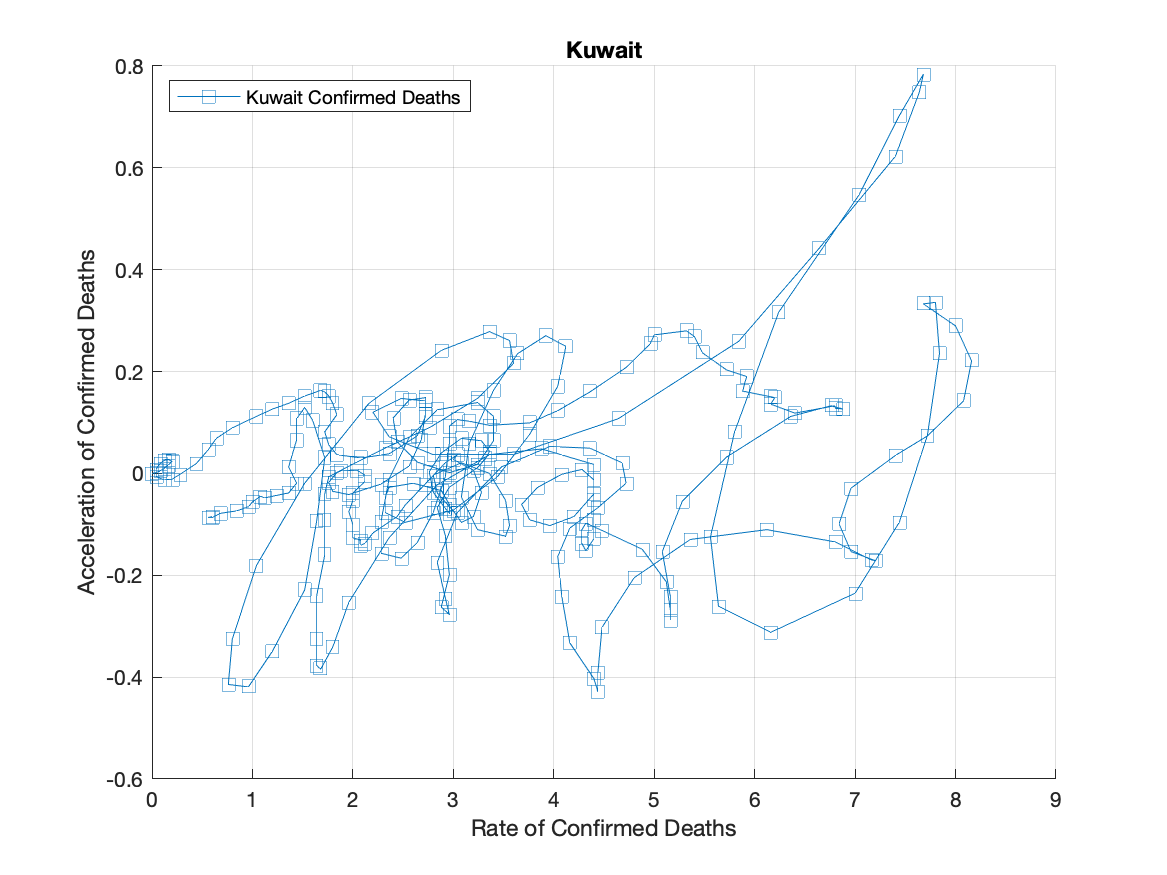 Kuwait
Kuwait Confirmed Deaths
0.8
0.6
0.4
0.2
0
-0.2
-0.4
-0.6
Acceleration of Confirmed Deaths
0 1 2 3 4 5 6 7 8 9
Rate of Confirmed Deaths